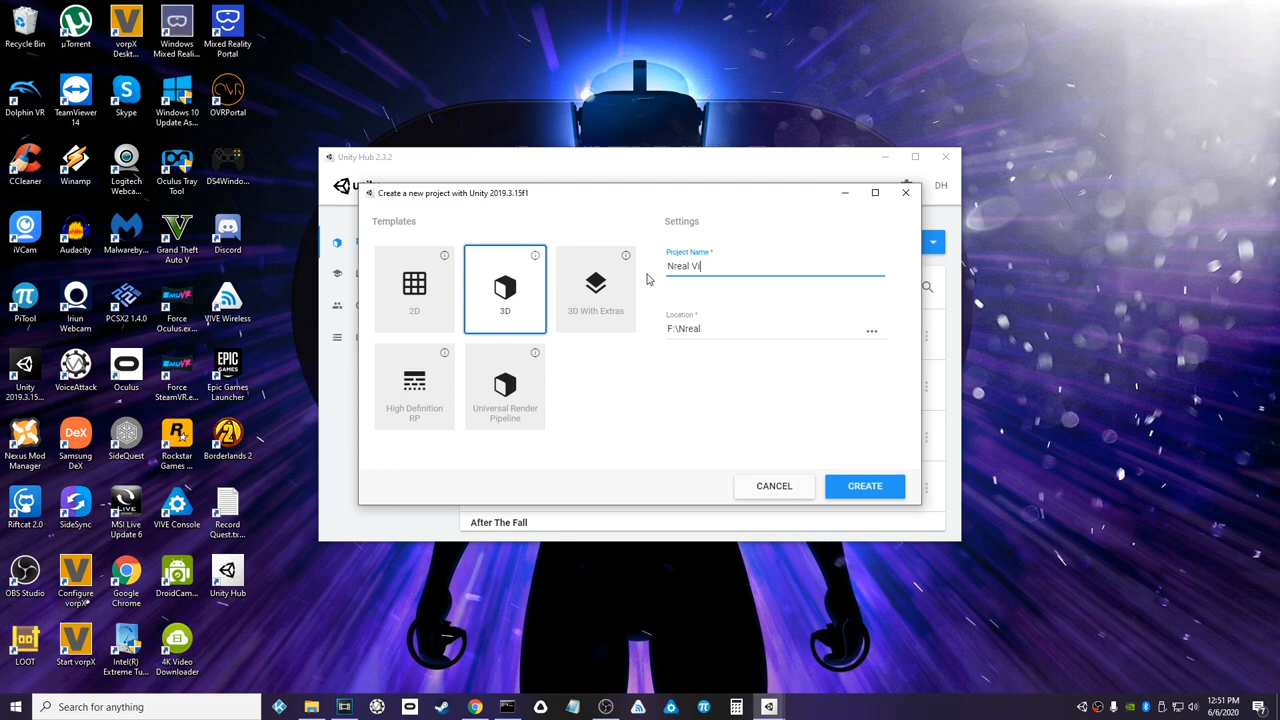 Recycle Bin
µTorrent
vorpX
Deskt...
Windows
Mixed Reali...
Mixed Reality
Portal
Dolphin VR
TeamViewer
14
Skype
Windows 10
Update As...
OVRPortal
CCleaner
Winamp
Logitech
Webca...
Oculus Tray
Tool
DS4Windo...
iVCam
Audacity
Malwareby...
Grand Theft
Auto V
Discord
PiTool
Iriun
Webcam
PCSX2 1.4.0
Force
Oculus.ex...
VIVE Wireless
Unity
2019.3.15...
VoiceAttack
Oculus
Force
SteamVR.e...
Epic Games
Launcher
Nexus Mod
Manager
Samsung
DeX
SideQuest
Rockstar
Games ...
Borderlands 2
Riftcat 2.0
SideSync
MSI Live
Update 6
VIVE Console
Record
Quest.tx...
OBS Studio
Configure
vorpX
Google
Chrome
DroidCam...
Unity Hub
LOOT
Start vorpX
Intel(R)
Extreme Tu...
4K Video
Downloader
Unity Hub 2.3.2
DH
Create a new project with Unity 2019.3.15f1
Templates
2D
3D
3D With Extras
High Definition
RP
Universal Render
Pipeline
Settings
Project Name *
Nreal Vi
Location *
F:\Nreal
CANCEL
CREATE
After The Fall
Search for anything
12:51 PM
6/6/2020